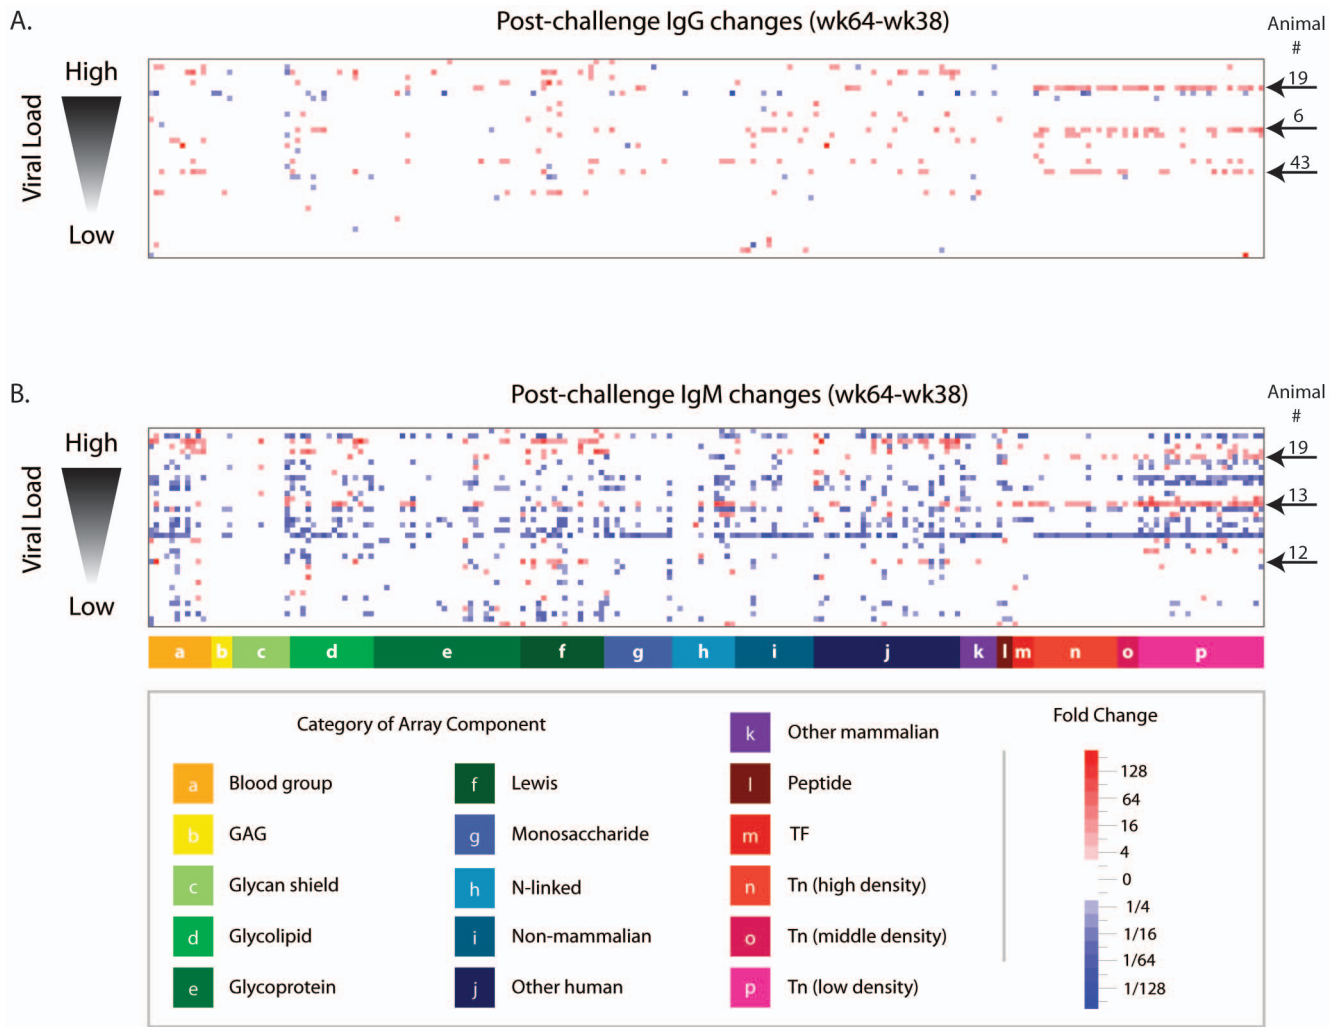 A.
Post-challenge IgG changes (wk64-wk38)
Animal
#
High
Viral Load
Low
19
6
43
B.
Post-challenge IgM changes (wk64-wk38)
Animal
#
High
Viral Load
Low
19
13
12
a b c d e f g h i j k l m n o p
Category of Array Component
a Blood group
b GAG
c Glycan shield
d Glycolipid
e Glycoprotein
f Lewis
g Monosaccharide
h N-linked
i Non-mammalian
j Other human
k Other mammalian
l Peptide
m TF
n Tn (high density)
o Tn (middle density)
p Tn (low density)
Fold Change
128
64
16
4
0
1/4
1/16
1/64
1/128